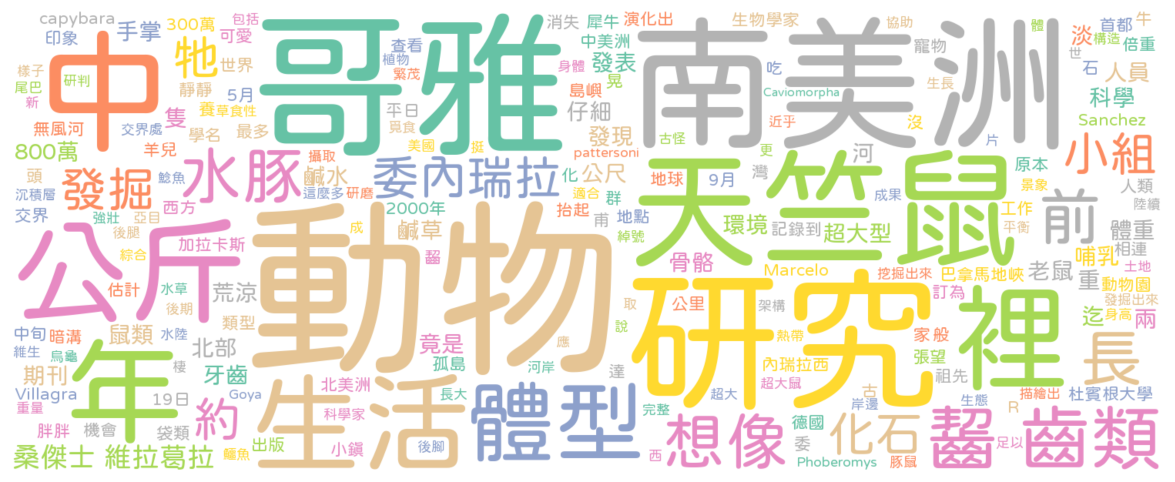 capybara
印象
手掌
300萬
包括
可愛
牠
中
樣子
研判
尾巴
新
靜靜
世界
養
草食性
5月
隻
無風河
交界處
學名
最多
800萬
羊兒
頭
沉積層
鯰魚
發掘
水豚
交界
強壯
亞目
西方
後腿
哥雅
消失
犀牛
演化出
中美洲
查看
植物
繁茂
發表
身體
晃
島嶼
仔細
平日
覓食
發現
攝取
鹹水
這麼多
研磨
委內瑞拉
公尺
美國
挺
pattersoni
化
適合
群
2000年
鹹草
抬起
甫
地點
綽號
成
韶
南美洲
生物學家
寵物
協助
吃
Caviomorpha
生長
近乎
沒
古怪
更
片
河
灣
地球
9月
成果
環境
記錄到
超大型
天竺鼠
體
牛
淡
首都
世
構造
倍重
石
人員
科學
Sanchez
小組
原本
景象
人類
陸續
工作
平衡
前
體重
相連
土地
哺乳
老鼠
重
動物園
發掘出來
迄
兩
身高
公斤
加拉卡斯
估計
水草
後期
荒涼
綜合
類型
中旬
暗溝
水陸
鼠類
維生
烏龜
棲
北部
年
期刊
牙齒
Villagra
19日
Goya
重量
約
胖胖
機會
袋類
出版
桑傑士
維拉葛拉
鱷魚
動物
竟是
孤島
河岸
達
北美洲
長大
科學家
小鎮
後腳
生活
體型
骨骼
Marcelo
挖掘出來
巴拿馬地峽
公里
架構
訂為
取
說
熱帶
應
完整
內瑞拉西
超大鼠
超大
古
西
研究
家
般
張望
祖先
岸邊
生態
裡
長
描繪出
杜賓根大學
想像
德國
委
Phoberomys
化石
豚鼠
R
足以
齧
齒類